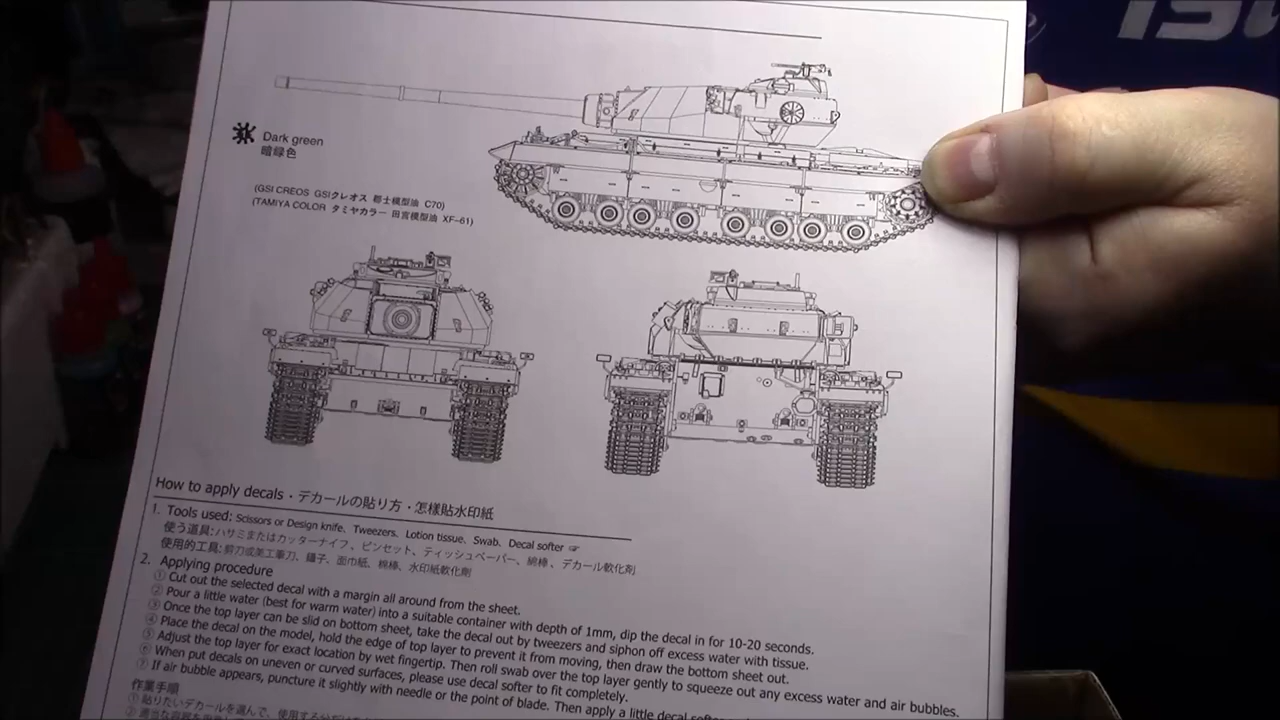 Dark green
暗绿色
(GSI CREOS GSIクレオス 郡士模型油 C70)
(TAMIYA COLOR タミヤカラー 田宮模型油 XF-61)
How to apply decals・デカールの貼り方・怎樣貼水印紙
1. Tools used: Scissors or Design knife、Tweezers、Lotion tissue、Swab、Decal softer ☞
使う道具:ハサミまたはカッターナイフ、ピンセット、ティッシュペーパー、綿棒、デカール軟化剤
使用的工具:剪刀或美工筆刀、鑷子、面巾紙、棉棒、水印紙軟化劑
2. Applying procedure
① Cut out the selected decal with a margin all around from the sheet.
② Pour a little water (best for warm water) into a suitable container with depth of 1mm, dip the decal in for 10-20 seconds.
③ Once the top layer can be slid on bottom sheet, take the decal out by tweezers and siphon off excess water with tissue.
④ Place the decal on the model, hold the edge of top layer to prevent it from moving, then draw the bottom sheet out.
⑤ Adjust the top layer for exact location by wet fingertip. Then roll swab over the top layer gently to squeeze out any excess water and air bubbles.
⑥ When put decals on uneven or curved surfaces, please use decal softer to fit completely.
⑦ If air bubble appears, puncture it slightly with needle or the point of blade. Then apply a little decal softer
作業手順
① 貼りたいデカールを選んで、使用する分だけ